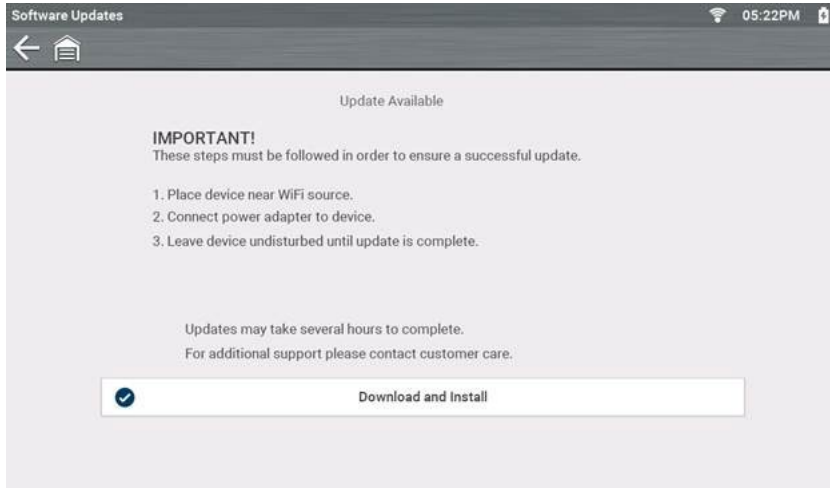 Software Updates
05:22PM
Update Available
IMPORTANT!
These steps must be followed in order to ensure a successful update.
1. Place device near WiFi source.
2. Connect power adapter to device.
3. Leave device undisturbed until update is complete.
Updates may take several hours to complete.
For additional support please contact customer care.
Download and Install